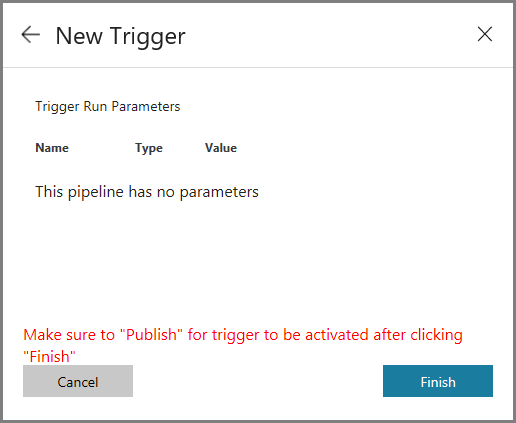 New Trigger
Trigger Run Parameters
Name Type Value
This pipeline has no parameters
Make sure to "Publish" for trigger to be activated after clicking
"Finish"
Cancel Finish